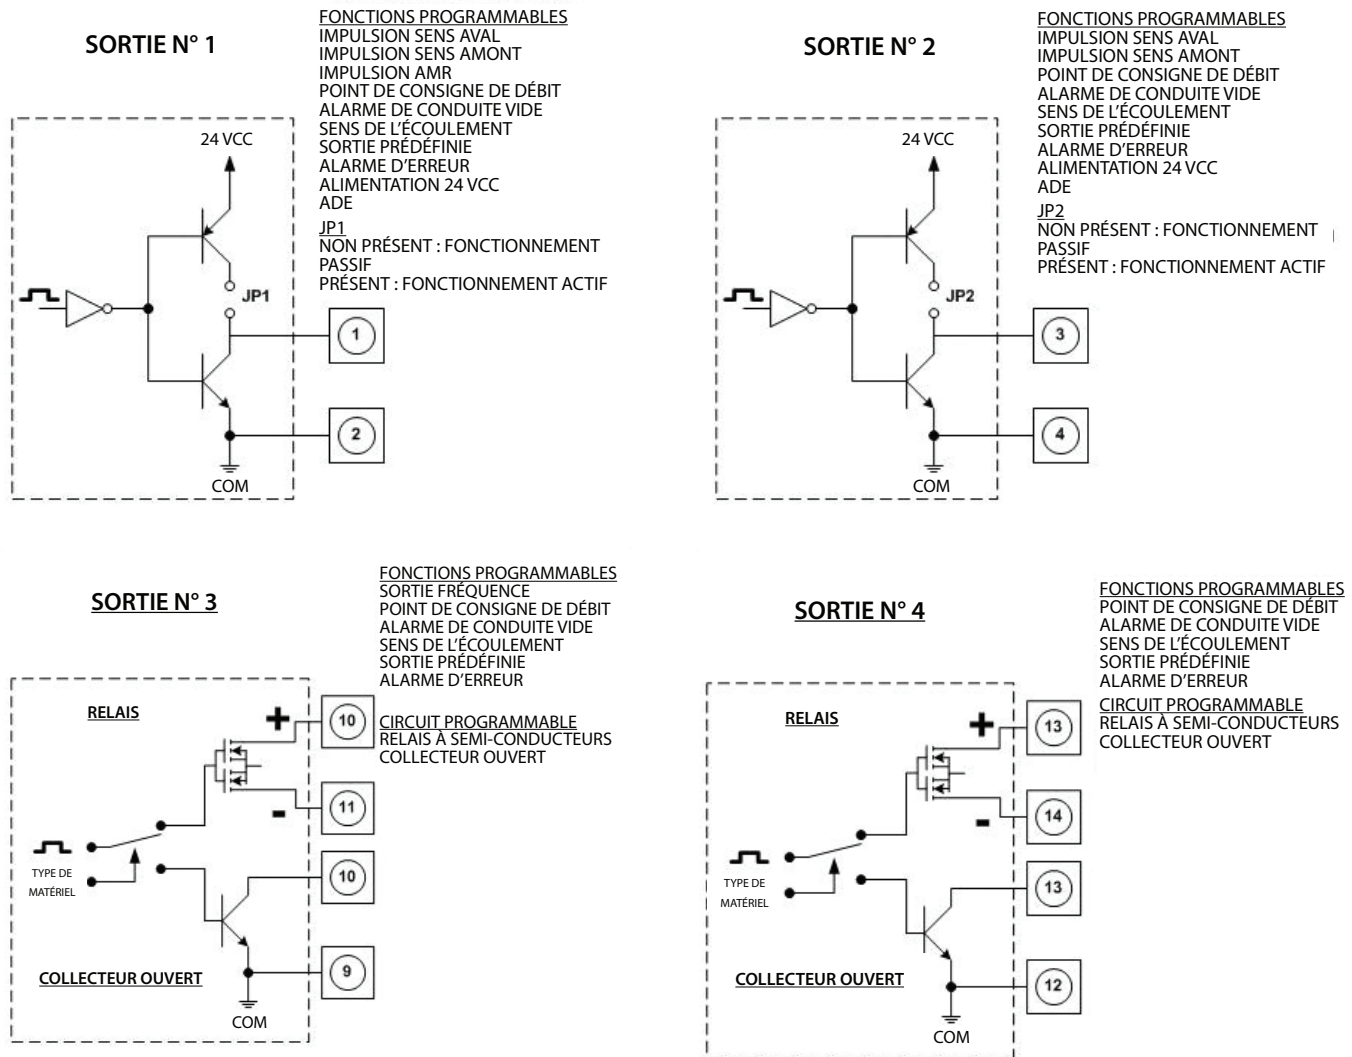 SORTIE N° 1
FONCTIONS PROGRAMMABLES
IMPULSION SENS AVAL
IMPULSION SENS AMONT
IMPULSION AMR
POINT DE CONSIGNE DE DÉBIT
ALARME DE CONDUITE VIDE
SENS DE L'ÉCOULEMENT
SORTIE PRÉDÉFINIE
ALARME D'ERREUR
ALIMENTATION 24 VCC
ADE
JP1
NON PRÉSENT : FONCTIONNEMENT
PASSIF
PRÉSENT : FONCTIONNEMENT ACTIF
24 VCC
JP1
1
2
COM
SORTIE N° 2
FONCTIONS PROGRAMMABLES
IMPULSION SENS AVAL
IMPULSION SENS AMONT
POINT DE CONSIGNE DE DÉBIT
ALARME DE CONDUITE VIDE
SENS DE L'ÉCOULEMENT
SORTIE PRÉDÉFINIE
ALARME D'ERREUR
ALIMENTATION 24 VCC
ADE
JP2
NON PRÉSENT : FONCTIONNEMENT
PASSIF
PRÉSENT : FONCTIONNEMENT ACTIF
24 VCC
JP2
3
4
COM
SORTIE N° 3
FONCTIONS PROGRAMMABLES
SORTIE FRÉQUENCE
POINT DE CONSIGNE DE DÉBIT
ALARME DE CONDUITE VIDE
SENS DE L'ÉCOULEMENT
SORTIE PRÉDÉFINIE
ALARME D'ERREUR
CIRCUIT PROGRAMMABLE
RELAIS À SEMI-CONDUCTEURS
COLLECTEUR OUVERT
RELAIS
+
10
-
11
TYPE DE
MATÉRIEL
10
COLLECTEUR OUVERT
9
COM
SORTIE N° 4
FONCTIONS PROGRAMMABLES
POINT DE CONSIGNE DE DÉBIT
ALARME DE CONDUITE VIDE
SENS DE L'ÉCOULEMENT
SORTIE PRÉDÉFINIE
ALARME D'ERREUR
CIRCUIT PROGRAMMABLE
RELAIS À SEMI-CONDUCTEURS
COLLECTEUR OUVERT
RELAIS
+
13
-
14
TYPE DE
MATÉRIEL
13
COLLECTEUR OUVERT
12
COM